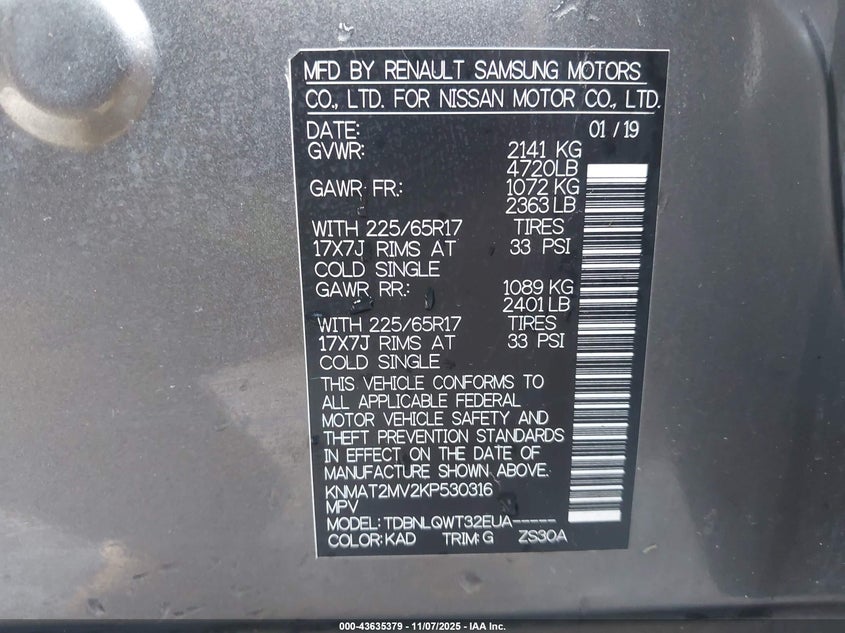 MFD BY RENAULT SAMSUNG MOTORS
CO., LTD. FOR NISSAN MOTOR CO., LTD.
DATE: 01 / 19
GVWR: 2141 KG
4720LB
GAWR FR.: 1072 KG
2363 LB
WITH 225/65R17 TIRES
17X7J RIMS AT 33 PSI
COLD SINGLE
GAWR RR.: 1089 KG
2401 LB
WITH 225/65R17 TIRES
17X7J RIMS AT 33 PSI
COLD SINGLE
THIS VEHICLE CONFORMS TO
ALL APPLICABLE FEDERAL
MOTOR VEHICLE SAFETY AND
THEFT PREVENTION STANDARDS
IN EFFECT ON THE DATE OF
MANUFACTURE SHOWN ABOVE.
KNMAT2MV2KP530316
MPV
MODEL: TDBNLQWT32EUA-----
COLOR: KAD TRIM: G ZS30A
000-43635379 - 11/07/2025 - IAA Inc.